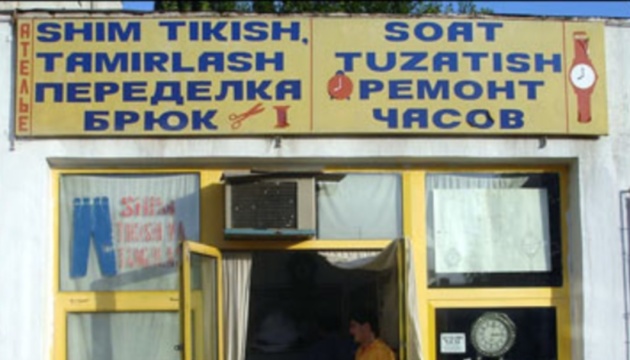 АТЕЛЬЕ
SHIM TIKISH,
TAMIRLASH
ПЕРЕДЕЛКА
БРЮК
SOAT
TUZATISH
РЕМОНТ
ЧАСОВ
SHIM
TIKISH VA